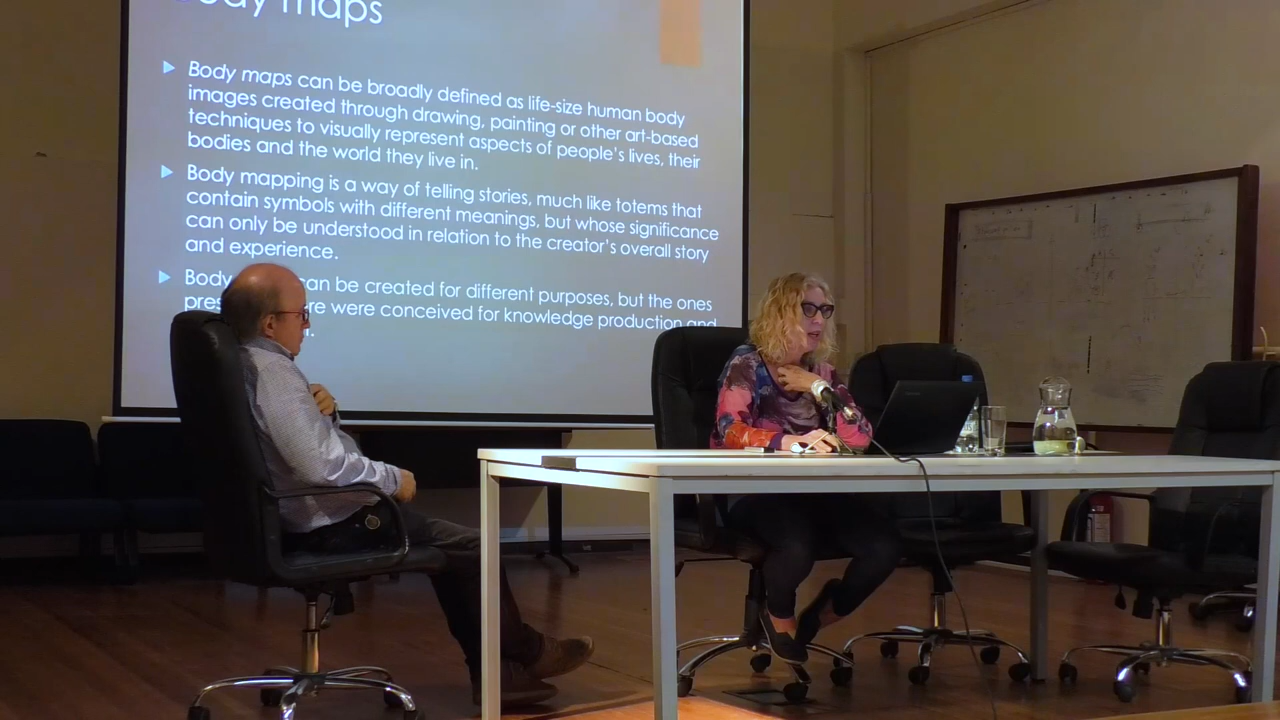 Body maps
Body maps can be broadly defined as life-size human body
images created through drawing, painting or other art-based
techniques to visually represent aspects of people's lives, their
bodies and the world they live in.
Body mapping is a way of telling stories, much like totems that
contain symbols with different meanings, but whose significance
can only be understood in relation to the creator's overall story
and experience.
Body can be created for different purposes, but the ones
were conceived for knowledge production and